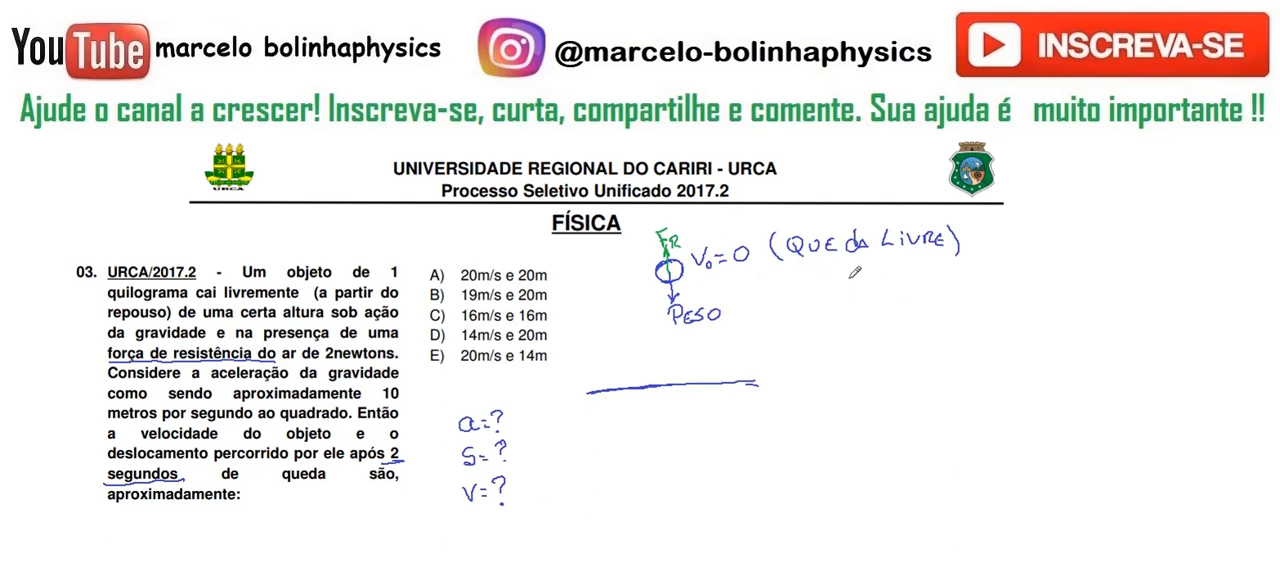 YouTube marcelo bolinhaphysics @marcelo-bolinhaphysics INSCREVA-SE
Ajude o canal a crescer! Inscreva-se, curta, compartilhe e comente. Sua ajuda é muito importante !!
URCA
UNIVERSIDADE REGIONAL DO CARIRI - URCA
Processo Seletivo Unificado 2017.2
FÍSICA
03. URCA/2017.2 - Um objeto de 1
quilograma cai livremente (a partir do
repouso) de uma certa altura sob ação
da gravidade e na presença de uma
força de resistência do ar de 2newtons.
Considere a aceleração da gravidade
como sendo aproximadamente 10
metros por segundo ao quadrado. Então
a velocidade do objeto e o
deslocamento percorrido por ele após 2
segundos de queda são,
aproximadamente:
A) 20m/s e 20m
B) 19m/s e 20m
C) 16m/s e 16m
D) 14m/s e 20m
E) 20m/s e 14m
a=?
S=?
V=?
FR
V₀=0 (QUEda LiVRE)
PESO